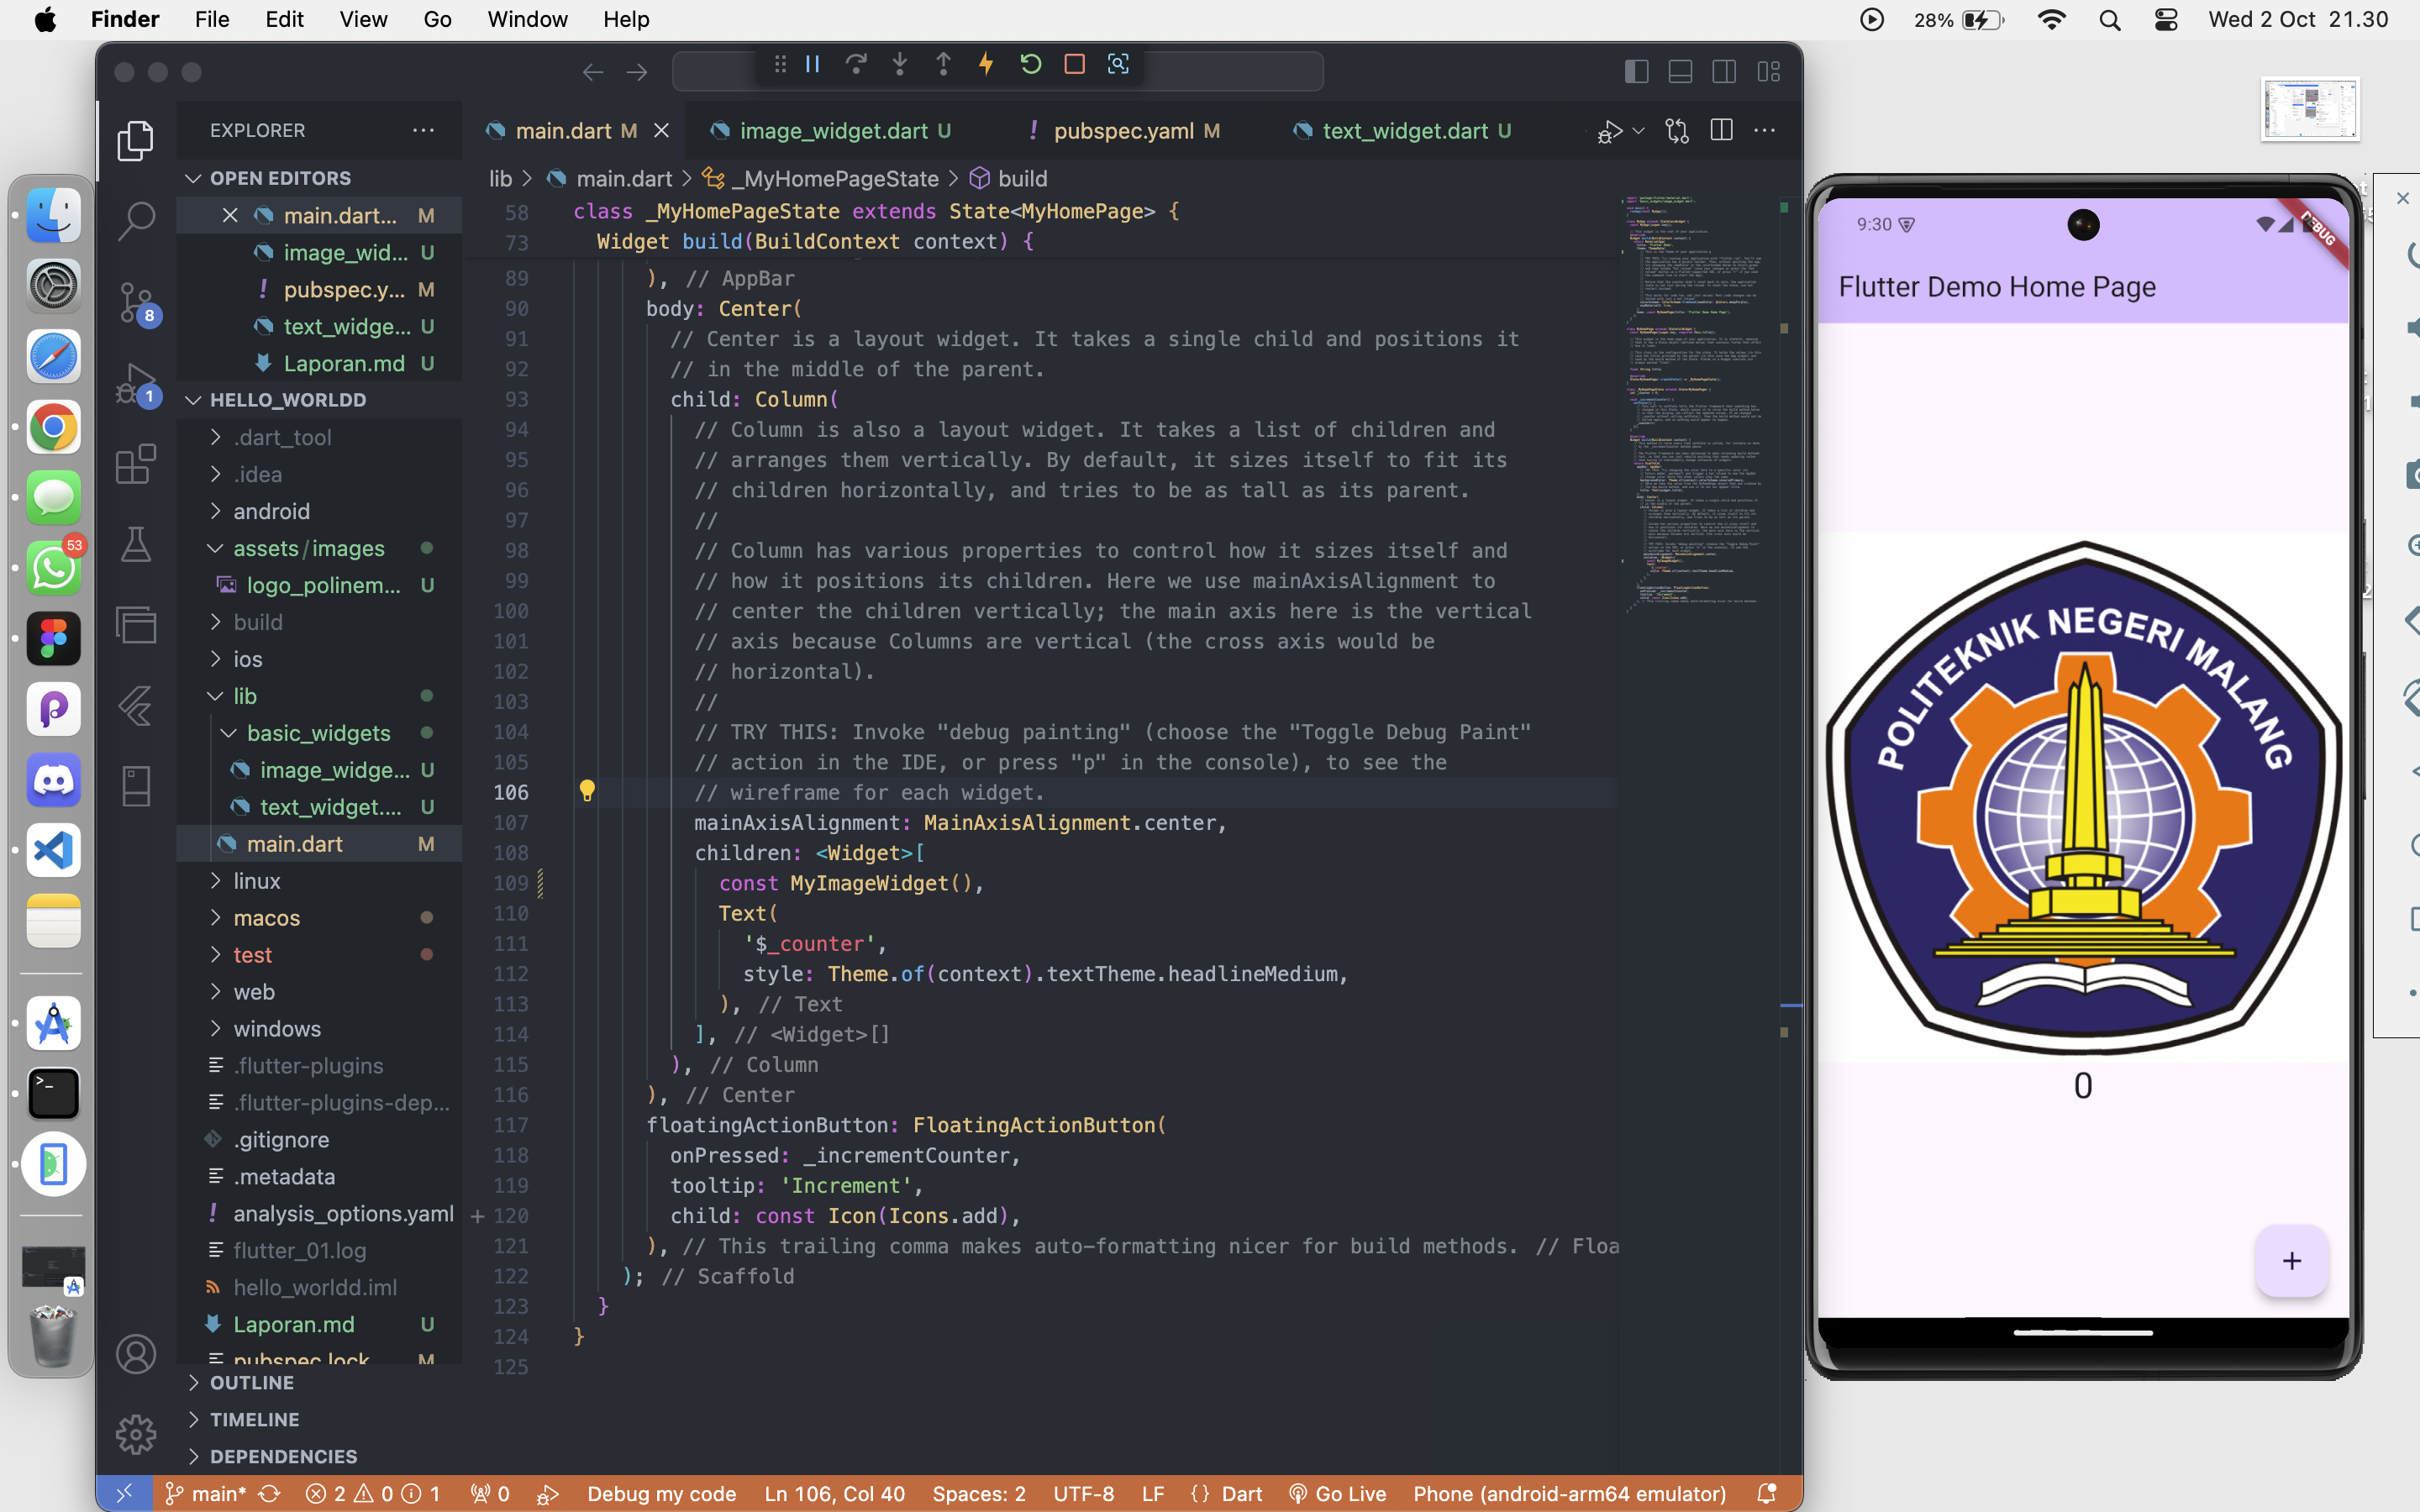 Finder File Edit View Go Window Help
28% Wed 2 Oct 21.30
EXPLORER
main.dart M
image_widget.dart U
! pubspec.yaml M
text_widget.dart U
OPEN EDITORS
main.dart... M
image_wid... U
! pubspec.y... M
text_widge... U
Laporan.md U
HELLO_WORLDD
.dart_tool
.idea
android
assets/images
logo_polinem... U
build
ios
lib
basic_widgets
image_widge... U
text_widget.... U
main.dart M
linux
macos
test
web
windows
.flutter-plugins
.flutter-plugins-dep...
.gitignore
.metadata
! analysis_options.yaml
flutter_01.log
hello_worldd.iml
Laporan.md U
pubspec.lock M
OUTLINE
TIMELINE
DEPENDENCIES
8
1
53
lib > main.dart > _MyHomePageState > build
58 class _MyHomePageState extends State<MyHomePage> {
73 Widget build(BuildContext context) {
89 ), // AppBar
90 body: Center(
91 // Center is a layout widget. It takes a single child and positions it
92 // in the middle of the parent.
93 child: Column(
94 // Column is also a layout widget. It takes a list of children and
95 // arranges them vertically. By default, it sizes itself to fit its
96 // children horizontally, and tries to be as tall as its parent.
97 //
98 // Column has various properties to control how it sizes itself and
99 // how it positions its children. Here we use mainAxisAlignment to
100 // center the children vertically; the main axis here is the vertical
101 // axis because Columns are vertical (the cross axis would be
102 // horizontal).
103 //
104 // TRY THIS: Invoke "debug painting" (choose the "Toggle Debug Paint"
105 // action in the IDE, or press "p" in the console), to see the
106 // wireframe for each widget.
107 mainAxisAlignment: MainAxisAlignment.center,
108 children: <Widget>[
109 const MyImageWidget(),
110 Text(
111 '$_counter',
112 style: Theme.of(context).textTheme.headlineMedium,
113 ), // Text
114 ], // <Widget>[]
115 ), // Column
116 ), // Center
117 floatingActionButton: FloatingActionButton(
118 onPressed: _incrementCounter,
119 tooltip: 'Increment',
120 child: const Icon(Icons.add),
121 ), // This trailing comma makes auto-formatting nicer for build methods. // Floa
122 ); // Scaffold
123 }
124 }
125
main* 2 0 1 0 Debug my code Ln 106, Col 40 Spaces: 2 UTF-8 LF {} Dart Go Live Phone (android-arm64 emulator)
9:30
DEBUG
Flutter Demo Home Page
POLITEKNIK NEGERI MALANG
0
+